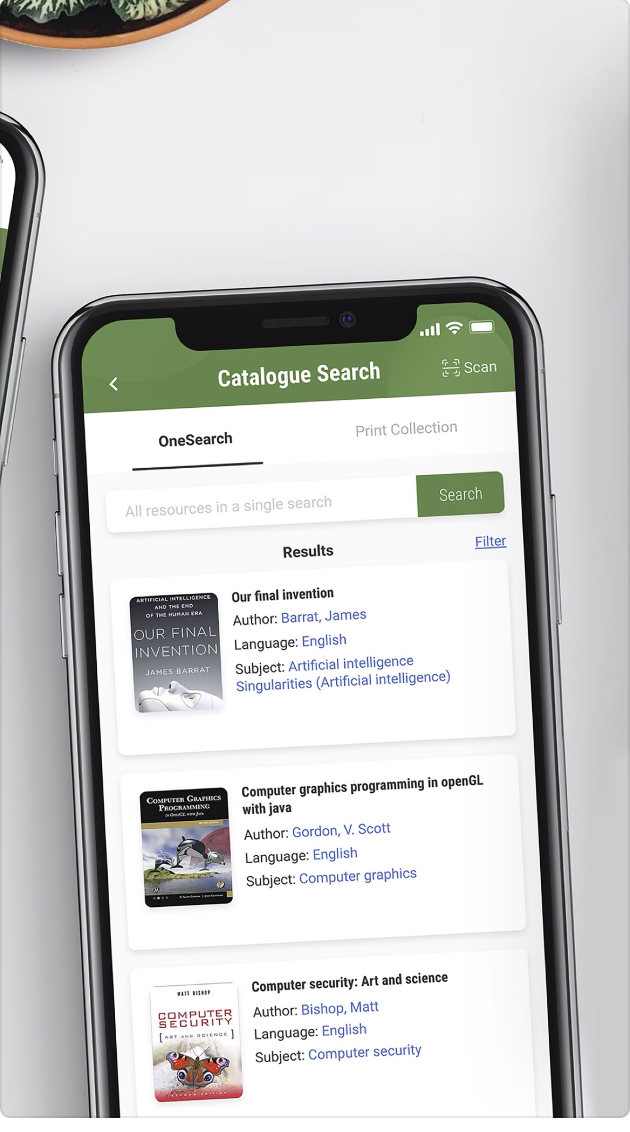 Catalogue Search
Scan
OneSearch
Print Collection
All resources in a single search
Search
Results
Filter
ARTIFICIAL INTELLIGENCE
AND THE END
OF THE HUMAN ERA
OUR FINAL
INVENTION
JAMES BARRAT
Our final invention
Author: Barrat, James
Language: English
Subject: Artificial intelligence
Singularities (Artificial intelligence)
COMPUTER GRAPHICS
PROGRAMMING
IN OPENGL WITH JAVA
Computer graphics programming in openGL
with java
Author: Gordon, V. Scott
Language: English
Subject: Computer graphics
MATT BISHOP
COMPUTER
SECURITY
[ART AND SCIENCE]
SECOND EDITION
Computer security: Art and science
Author: Bishop, Matt
Language: English
Subject: Computer security